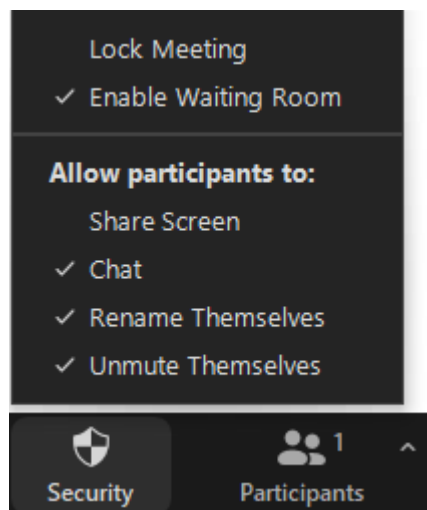 Lock Meeting
✓ Enable Waiting Room
Allow participants to:
Share Screen
✓ Chat
✓ Rename Themselves
✓ Unmute Themselves
1
Security Participants